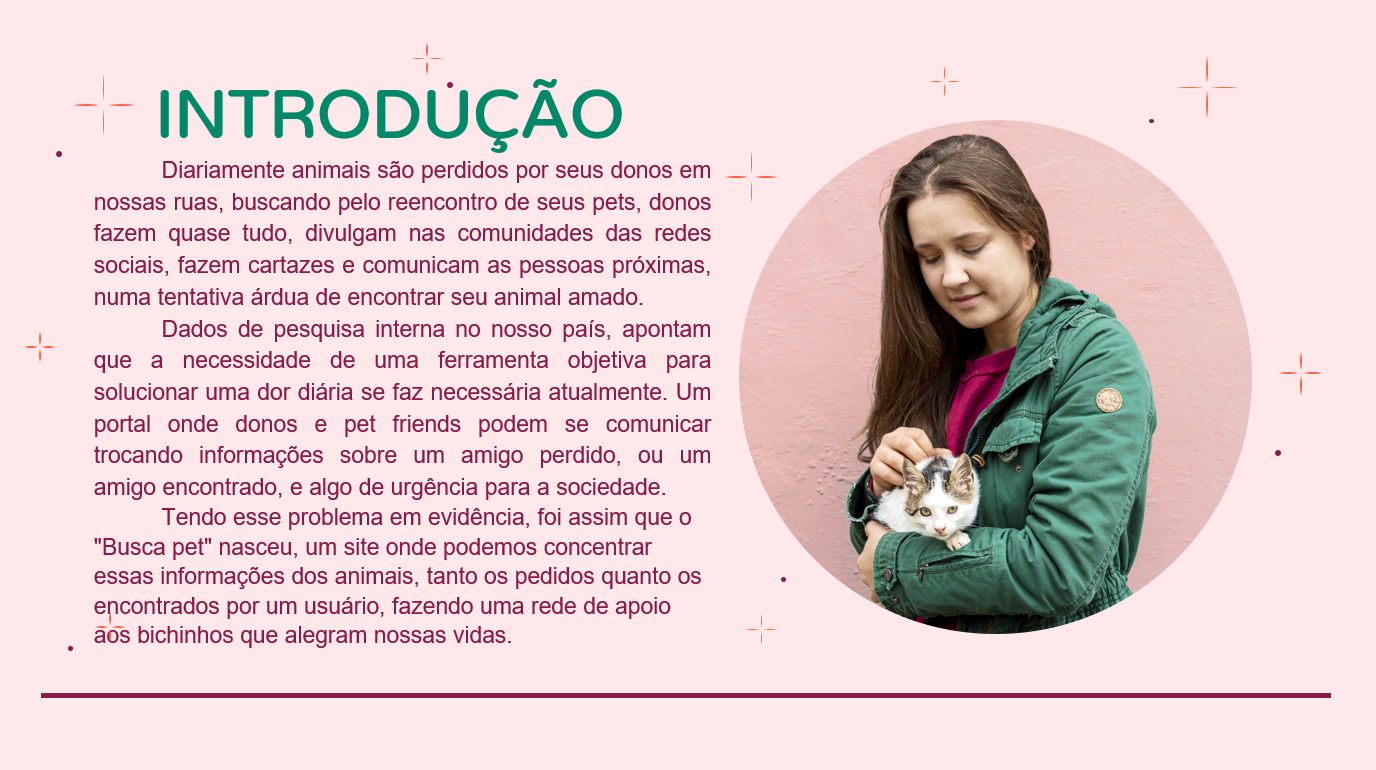 INTRODUÇÃO
Diariamente animais são perdidos por seus donos em
nossas ruas, buscando pelo reencontro de seus pets, donos
fazem quase tudo, divulgam nas comunidades das redes
sociais, fazem cartazes e comunicam as pessoas próximas,
numa tentativa árdua de encontrar seu animal amado.
Dados de pesquisa interna no nosso país, apontam
que a necessidade de uma ferramenta objetiva para
solucionar uma dor diária se faz necessária atualmente. Um
portal onde donos e pet friends podem se comunicar
trocando informações sobre um amigo perdido, ou um
amigo encontrado, e algo de urgência para a sociedade.
Tendo esse problema em evidência, foi assim que o
"Busca pet" nasceu, um site onde podemos concentrar
essas informações dos animais, tanto os pedidos quanto os
encontrados por um usuário, fazendo uma rede de apoio
aos bichinhos que alegram nossas vidas.